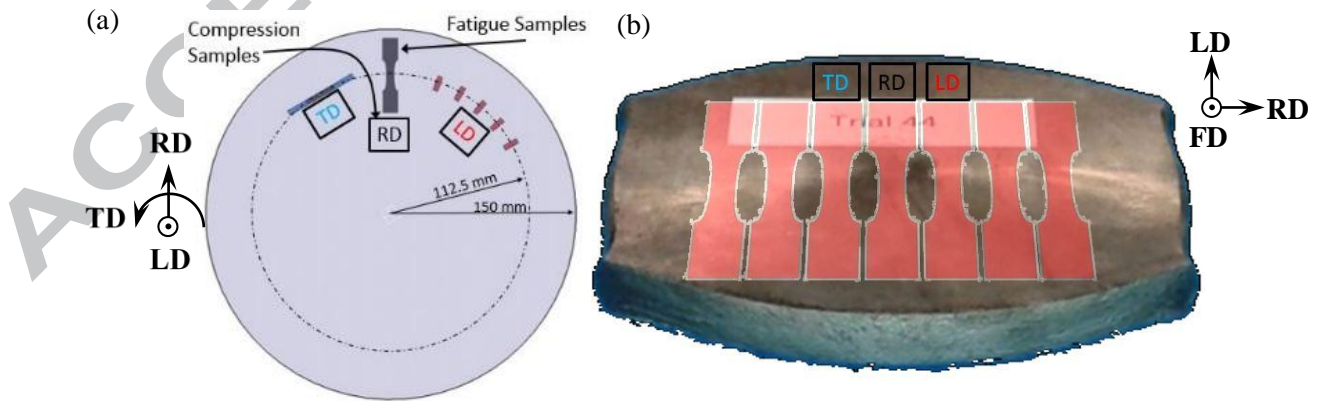 (a)
Compression
Samples
Fatigue Samples
TD
RD
LD
112.5 mm
150 mm
RD
TD
LD
ACCE
(b)
TD RD LD
Trial 44
LD
RD
FD